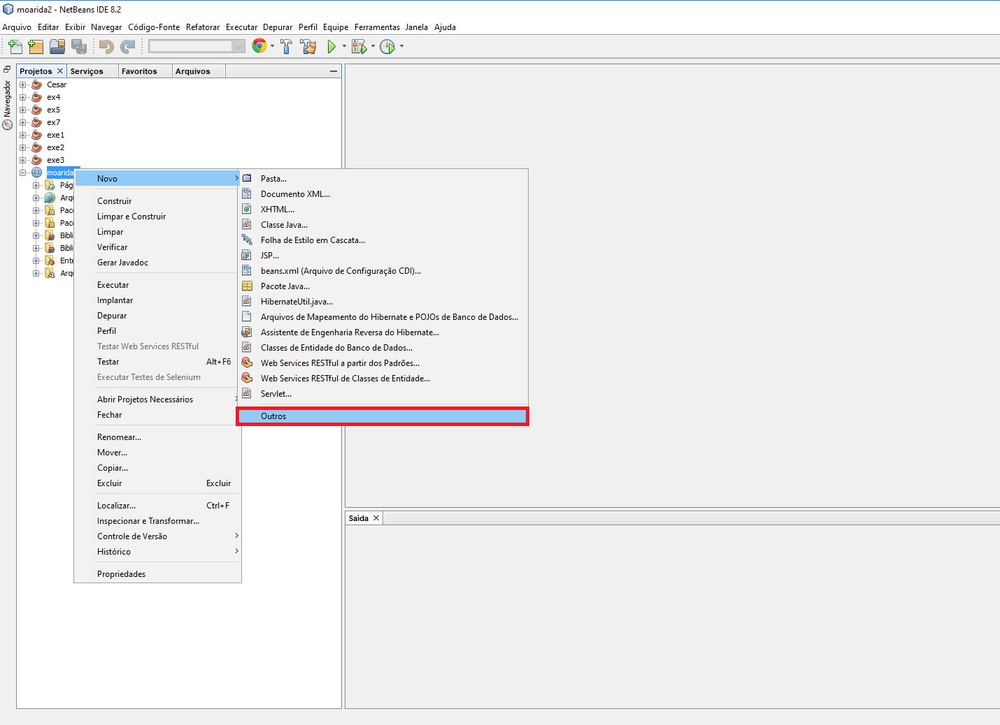 moarida2 - NetBeans IDE 8.2
Arquivo Editar Exibir Navegar Código-Fonte Refatorar Executar Depurar Perfil Equipe Ferramentas Janela Ajuda
Projetos Serviços Favoritos Arquivos
Navegador
Cesar
ex4
ex5
ex7
exe1
exe2
exe3
moarida
Pág
Arq
Pac
Pac
Bibli
Bibli
Ente
Arq
Novo
Construir
Limpar e Construir
Limpar
Verificar
Gerar Javadoc
Executar
Implantar
Depurar
Perfil
Testar Web Services RESTful
Testar Alt+F6
Executar Testes de Selenium
Abrir Projetos Necessários
Fechar
Renomear...
Mover...
Copiar...
Excluir Excluir
Localizar... Ctrl+F
Inspecionar e Transformar...
Controle de Versão
Histórico
Propriedades
Pasta...
Documento XML...
XHTML...
Classe Java...
Folha de Estilo em Cascata...
JSP...
beans.xml (Arquivo de Configuração CDI)...
Pacote Java...
HibernateUtil.java...
Arquivos de Mapeamento do Hibernate e POJOs de Banco de Dados...
Assistente de Engenharia Reversa do Hibernate...
Classes de Entidade do Banco de Dados...
Web Services RESTful a partir dos Padrões...
Web Services RESTful de Classes de Entidade...
Servlet...
Outros
Saída